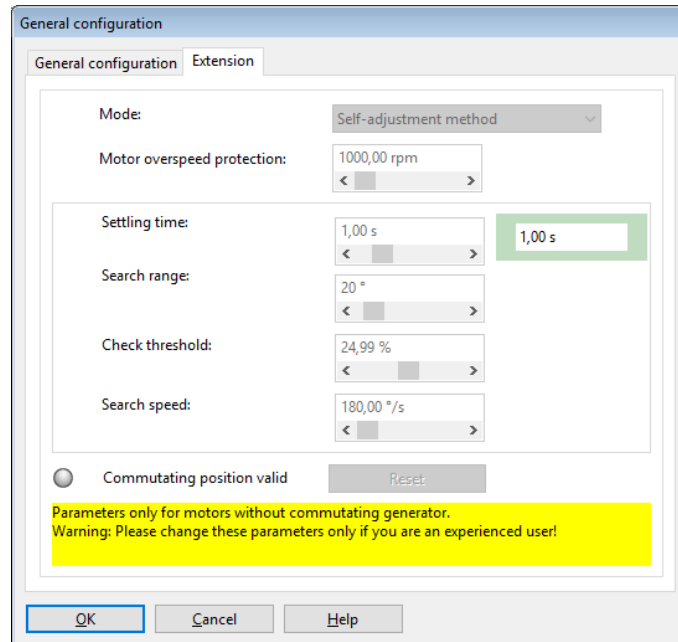 General configuration
General configuration Extension
Mode: Self-adjustment method
Motor overspeed protection: 1000,00 rpm
Settling time: 1,00 s 1,00 s
Search range: 20 °
Check threshold: 24,99 %
Search speed: 180,00 °/s
Commutating position valid Reset
Parameters only for motors without commutating generator.
Warning: Please change these parameters only if you are an experienced user!
OK Cancel Help